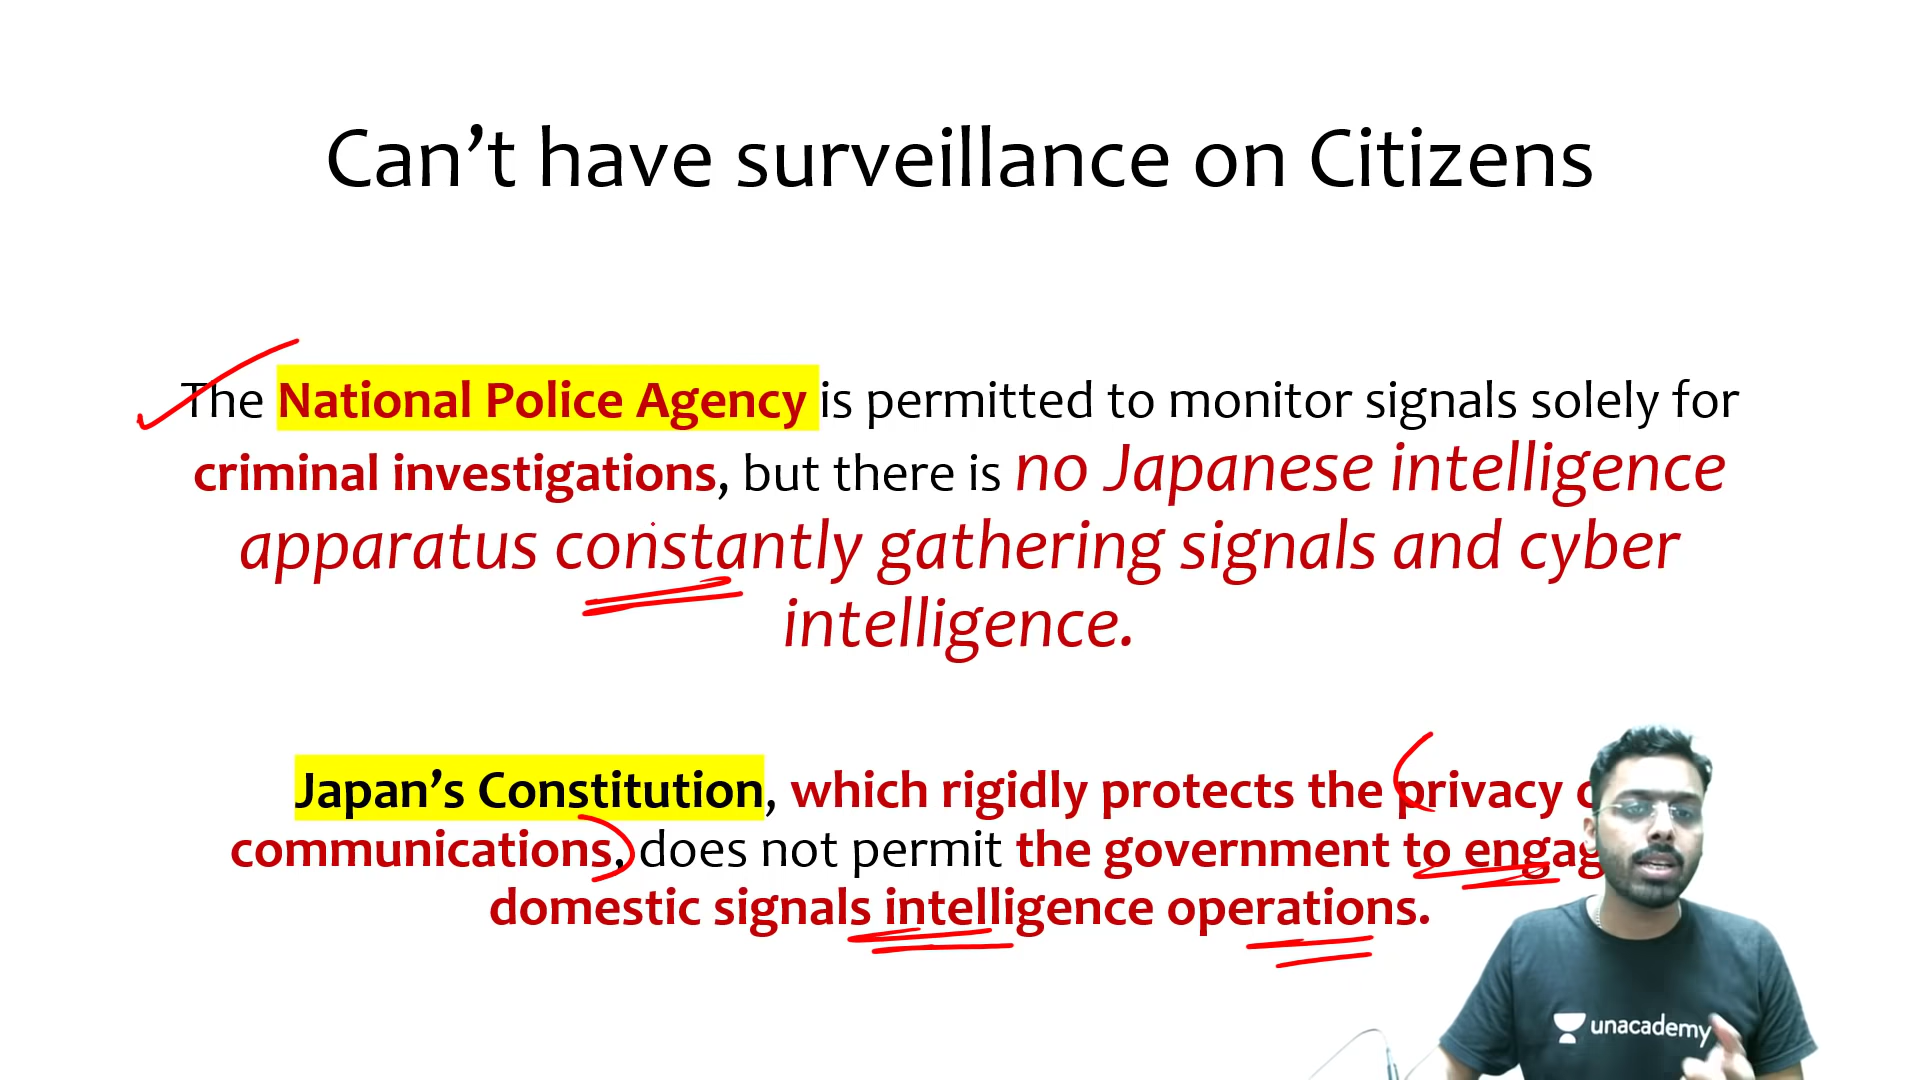 Can’t have surveillance on Citizens
The National Police Agency is permitted to monitor signals solely for
criminal investigations, but there is no Japanese intelligence
apparatus constantly gathering signals and cyber
intelligence.
Japan’s Constitution, which rigidly protects the privacy
communications, does not permit the government to
domestic signals intelligence operations.
unacademy